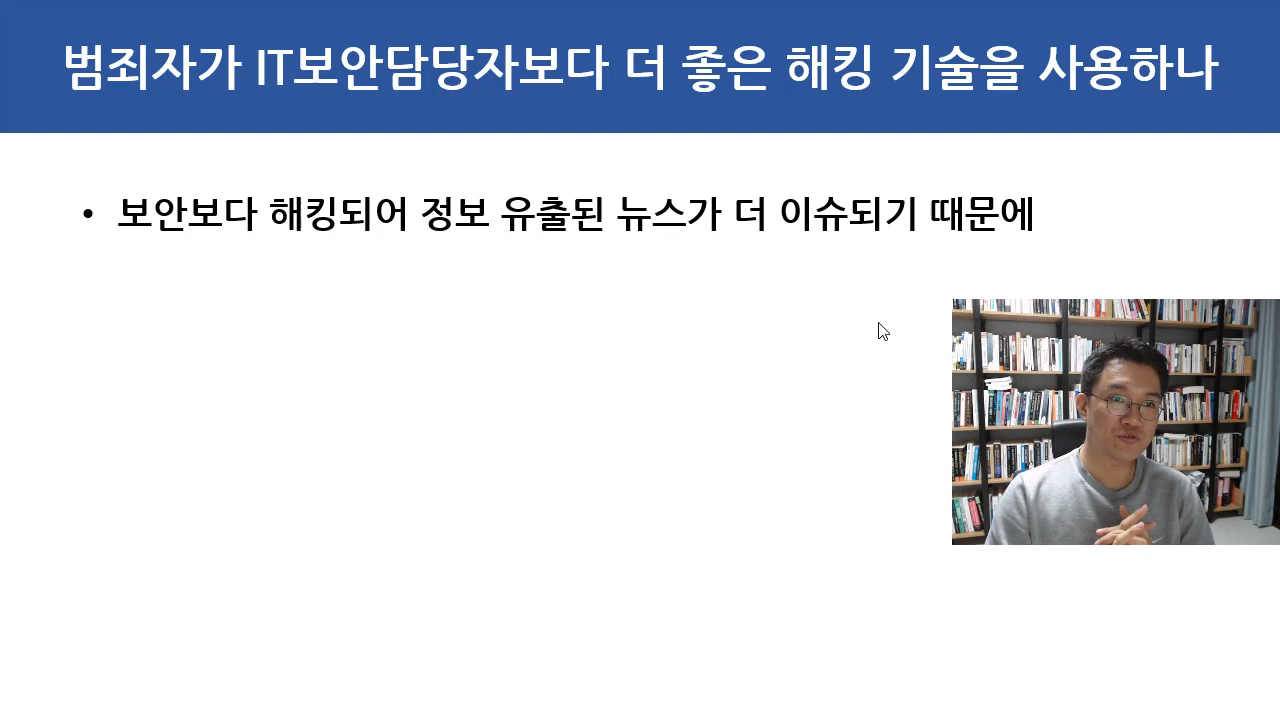 범죄자가 IT보안담당자보다 더 좋은 해킹 기술을 사용하나
• 보안보다 해킹되어 정보 유출된 뉴스가 더 이슈되기 때문에